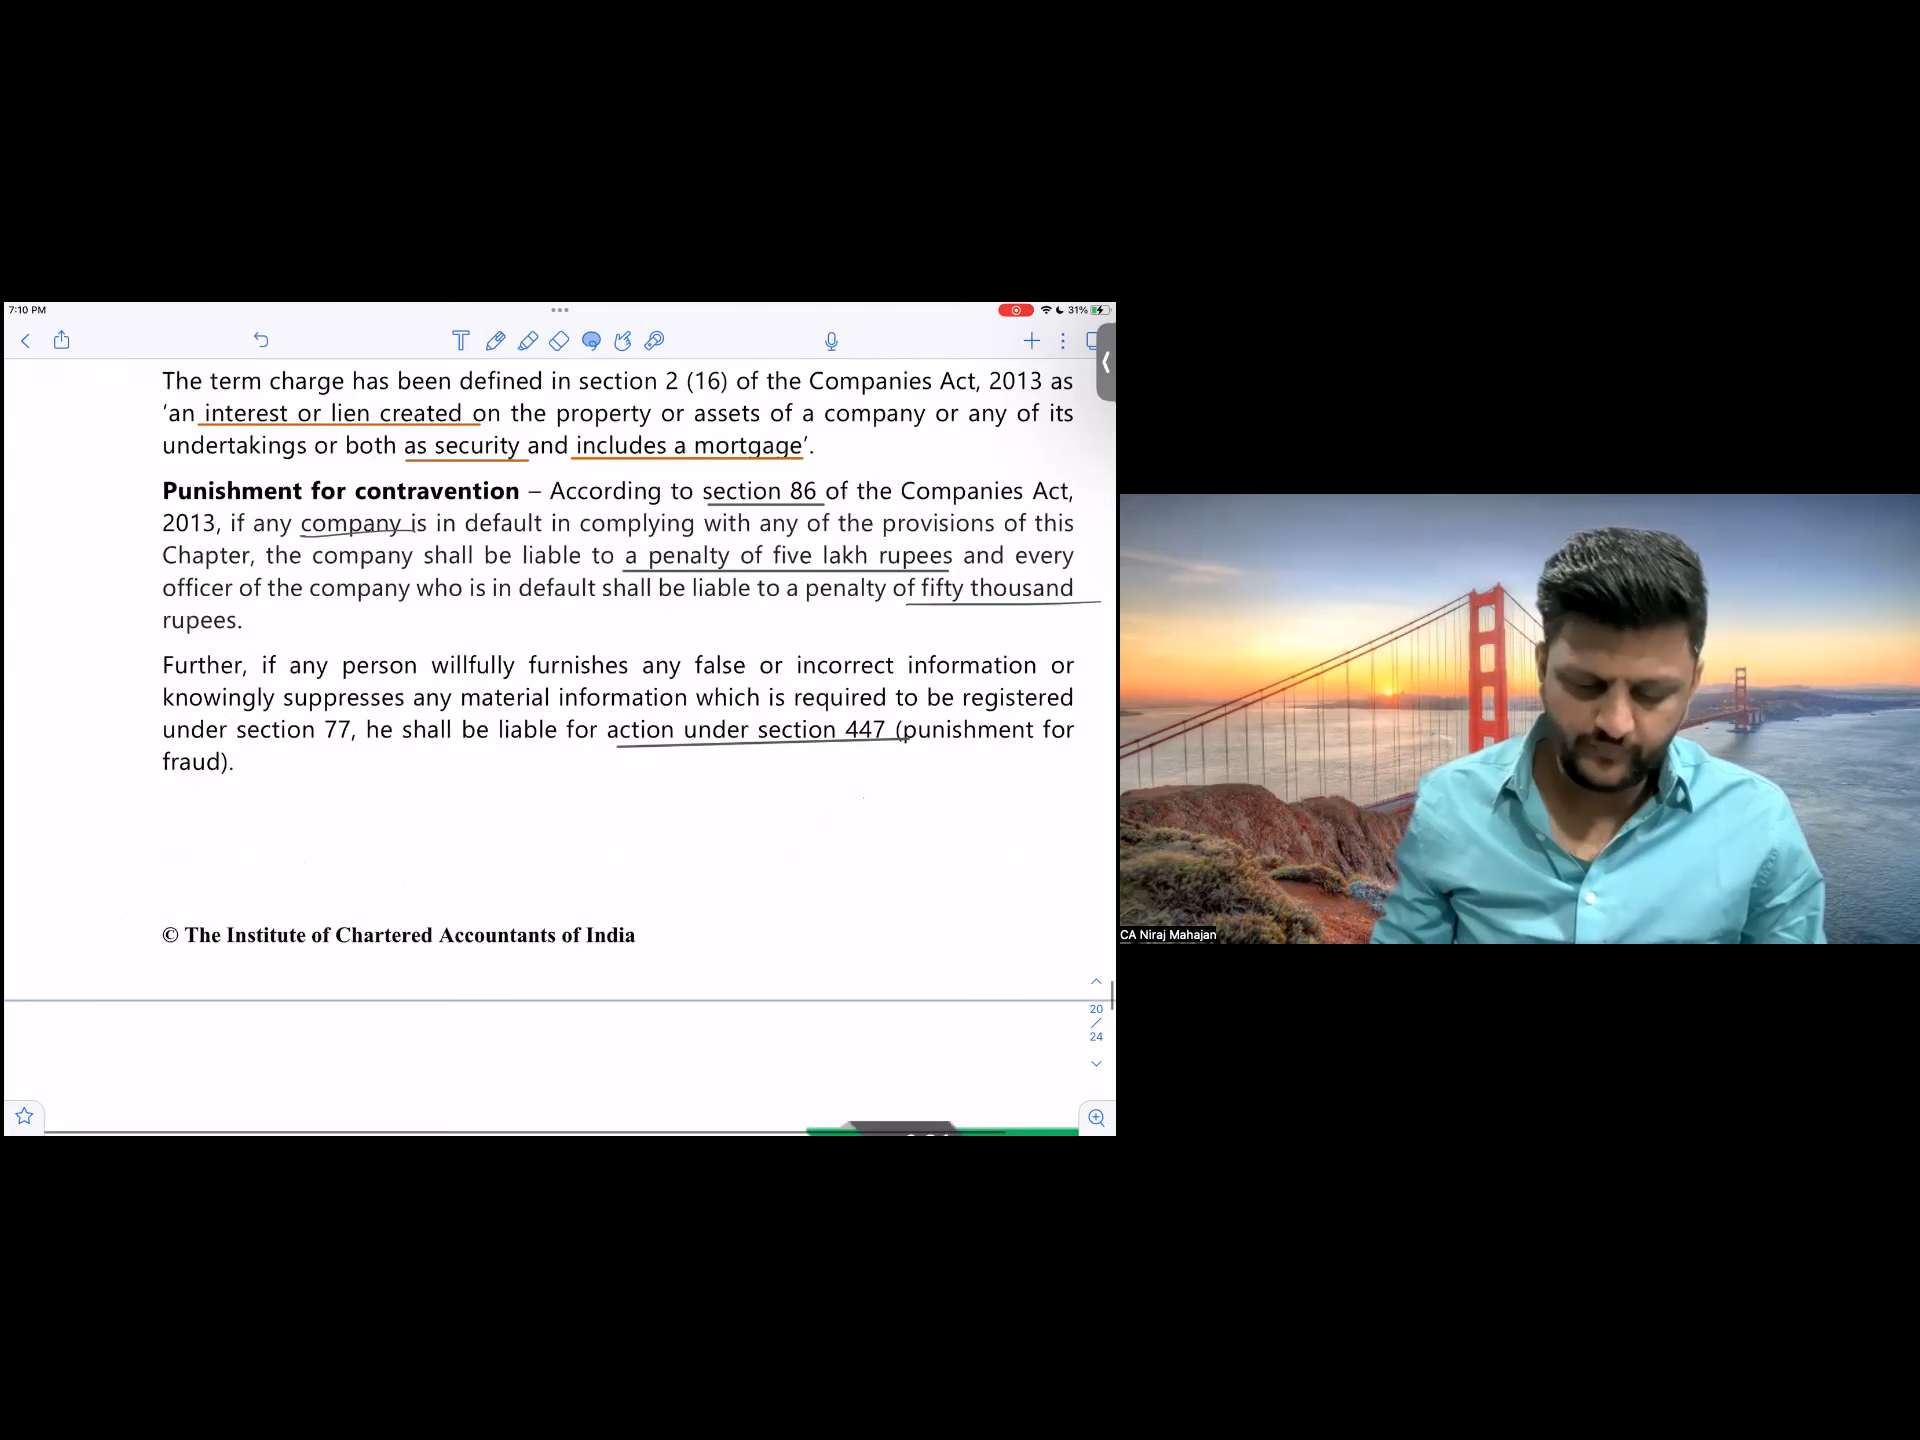 7:10 PM
31%
The term charge has been defined in section 2 (16) of the Companies Act, 2013 as
‘an interest or lien created on the property or assets of a company or any of its
undertakings or both as security and includes a mortgage’.
Punishment for contravention – According to section 86 of the Companies Act,
2013, if any company is in default in complying with any of the provisions of this
Chapter, the company shall be liable to a penalty of five lakh rupees and every
officer of the company who is in default shall be liable to a penalty of fifty thousand
rupees.
Further, if any person willfully furnishes any false or incorrect information or
knowingly suppresses any material information which is required to be registered
under section 77, he shall be liable for action under section 447 (punishment for
fraud).
© The Institute of Chartered Accountants of India
20
/
24
CA Niraj Mahajan